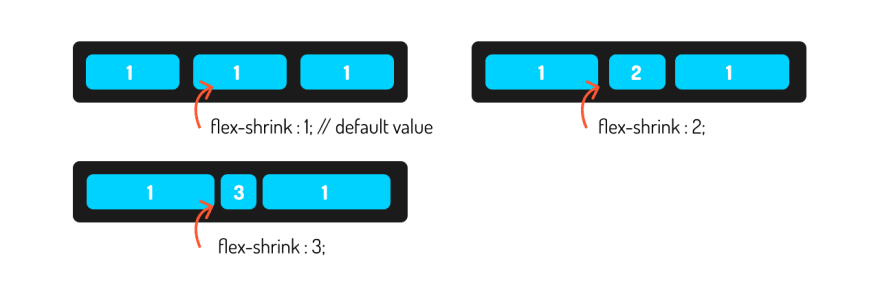 1 1 1
flex-shrink : 1; // default value
1 2 1
flex-shrink : 2;
1 3 1
flex-shrink : 3;